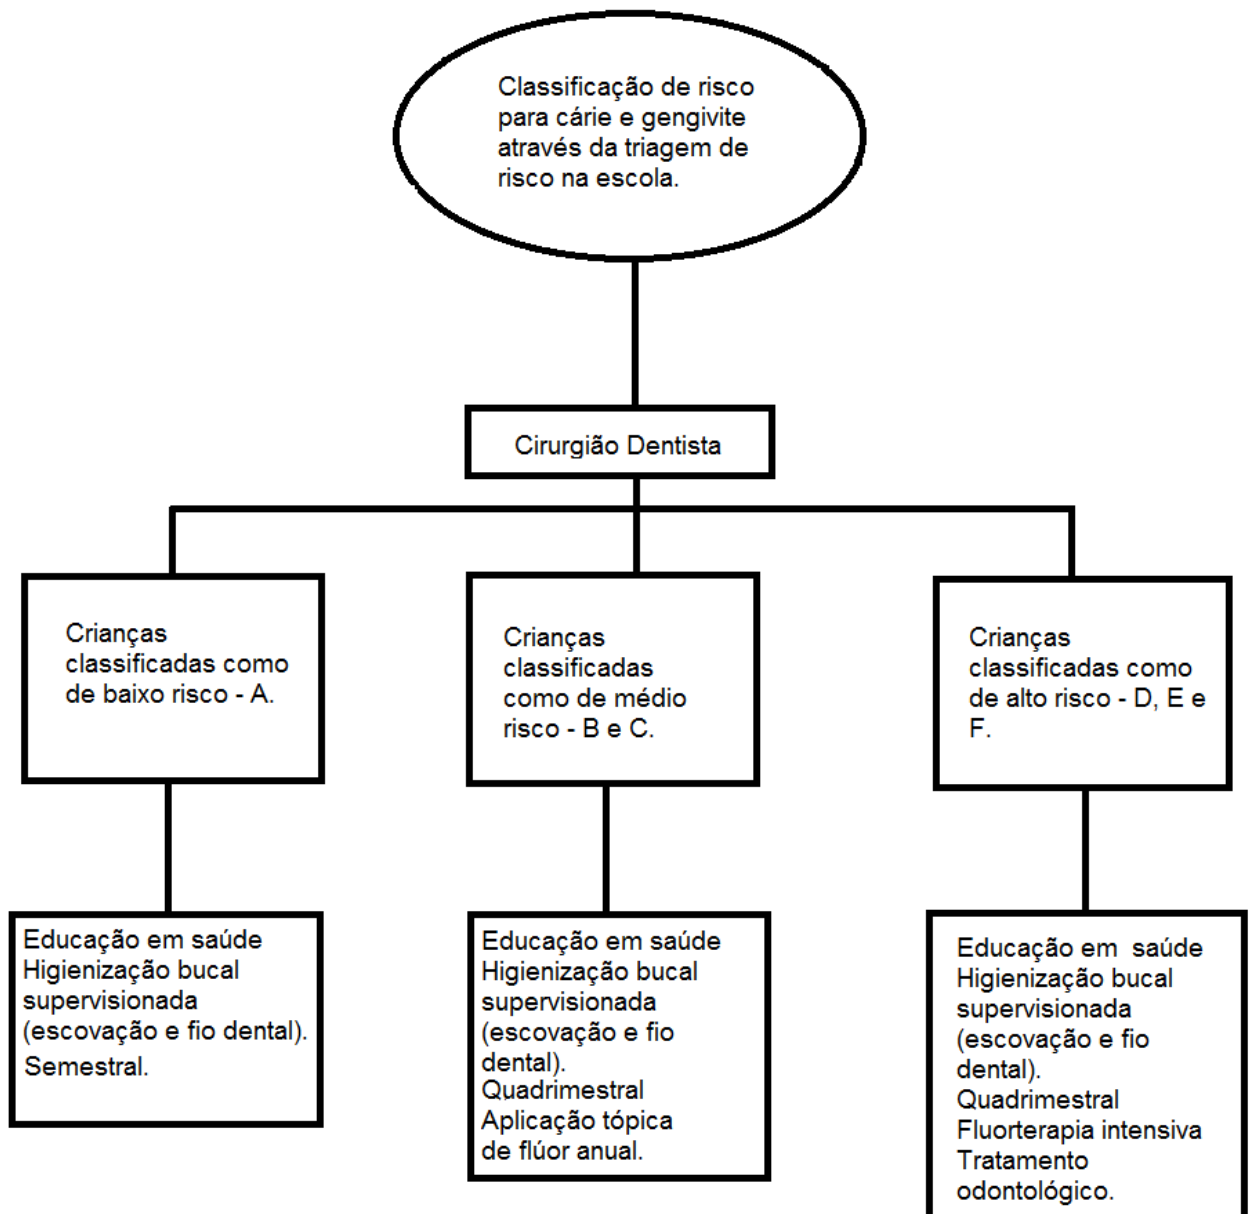 Classificação de risco
para cárie e gengivite
através da triagem de
risco na escola.
Cirurgião Dentista
Crianças
classificadas como
de baixo risco - A.
Crianças
classificadas
como de médio
risco - B e C.
Crianças
classificadas como
de alto risco - D, E e
F.
Educação em saúde
Higienização bucal
supervisionada
(escovação e fio dental).
Semestral.
Educação em saúde
Higienização bucal
supervisionada
(escovação e fio
dental).
Quadrimestral
Aplicação tópica
de flúor anual.
Educação em  saúde
Higienização bucal
supervisionada
(escovação e fio
dental).
Quadrimestral
Fluorterapia intensiva
Tratamento
odontológico.